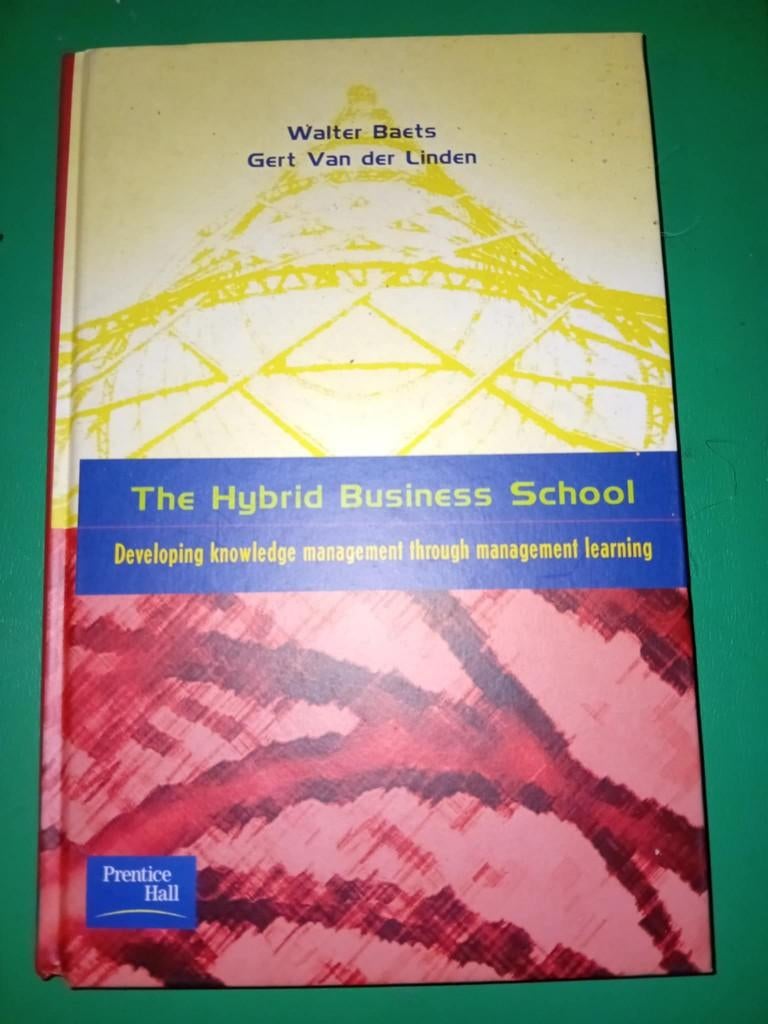 Walter Baets
Gert Van der Linden
The Hybrid Business School
Developing knowledge management through management learning
Prentice
Hall